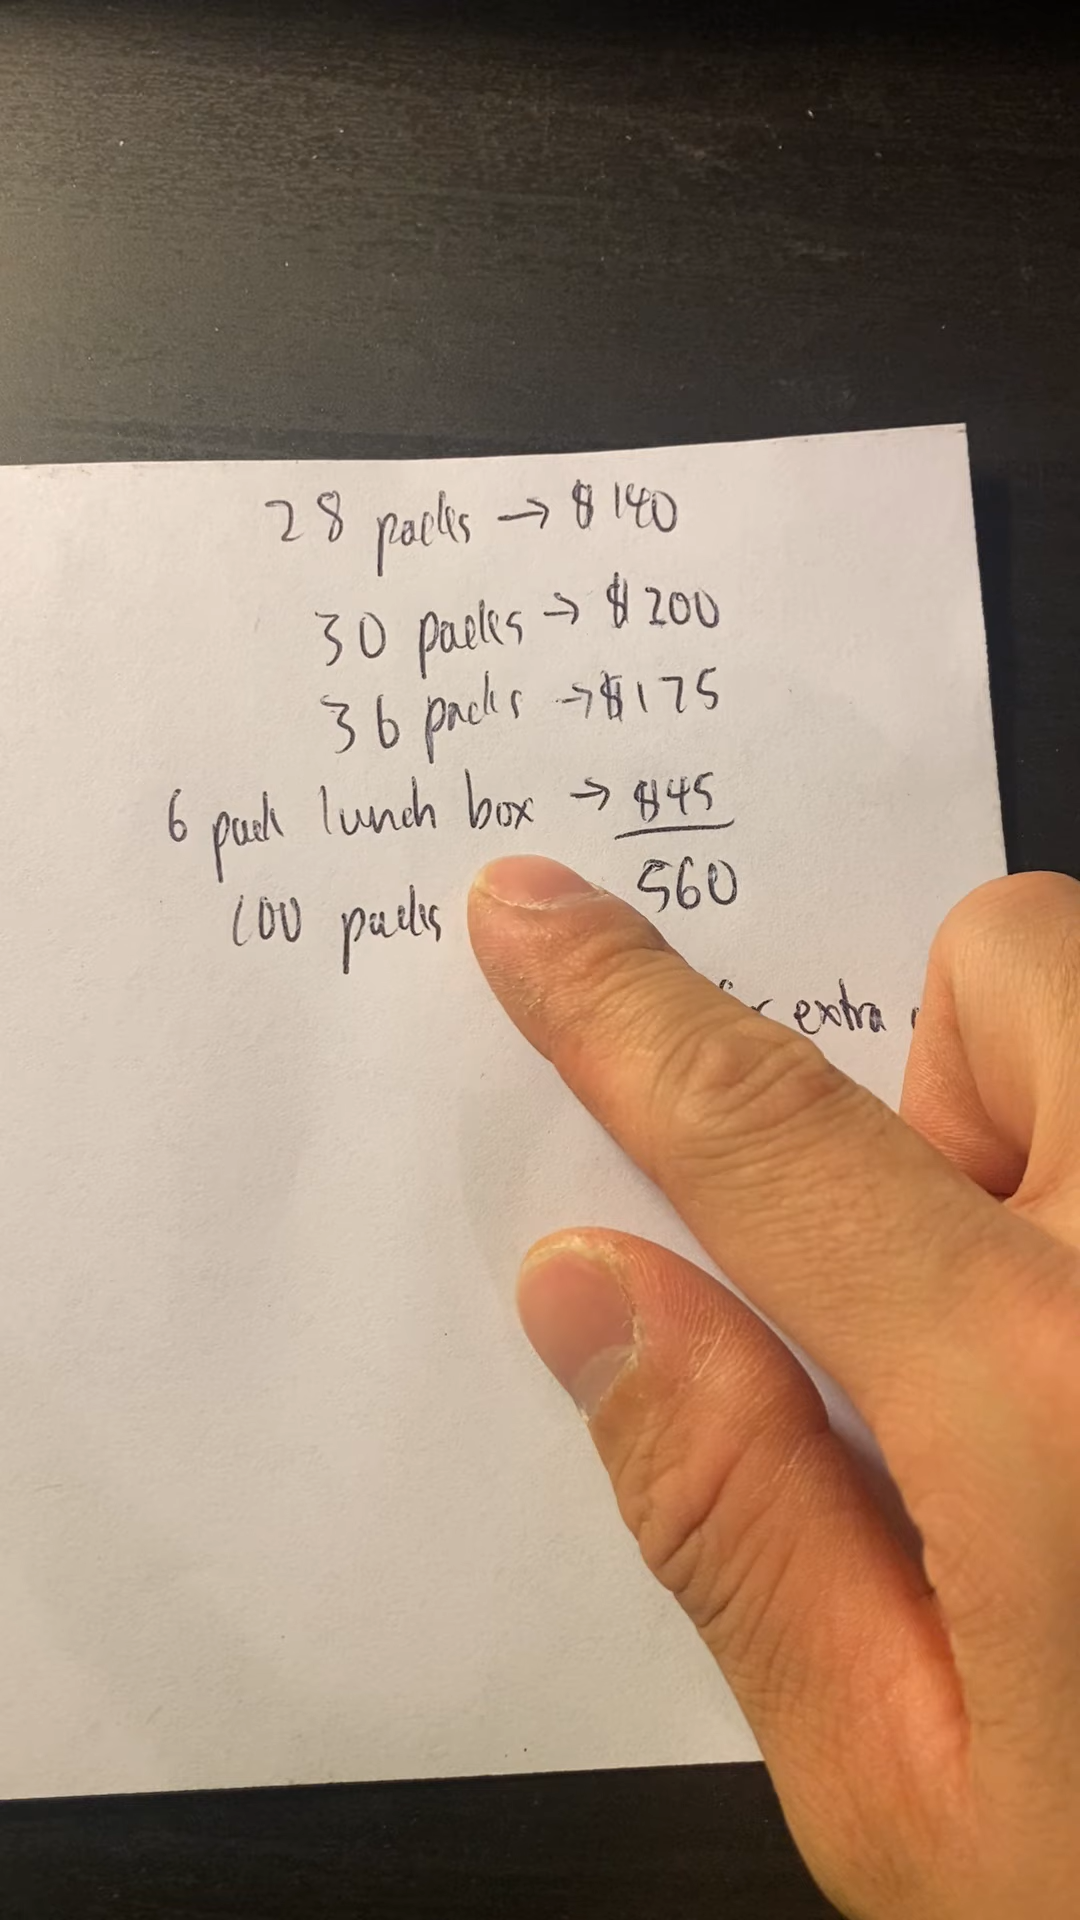 28 packs → $140
30 packs → $200
36 packs → $175
6 pack lunch box → $45
100 packs 560
extra